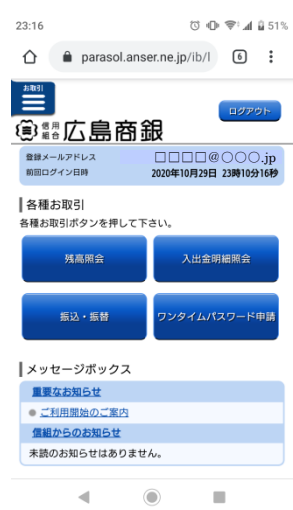 23:16 51%
parasol.anser.ne.jp/ib/l 6
お取引
ログアウト
信用組合 広島商銀
登録メールアドレス □□□□@○○○.jp
前回ログイン日時 2020年10月29日 23時10分16秒
各種お取引
各種お取引ボタンを押して下さい。
残高照会 入出金明細照会
振込・振替 ワンタイムパスワード申請
メッセージボックス
重要なお知らせ
ご利用開始のご案内
信組からのお知らせ
未読のお知らせはありません。